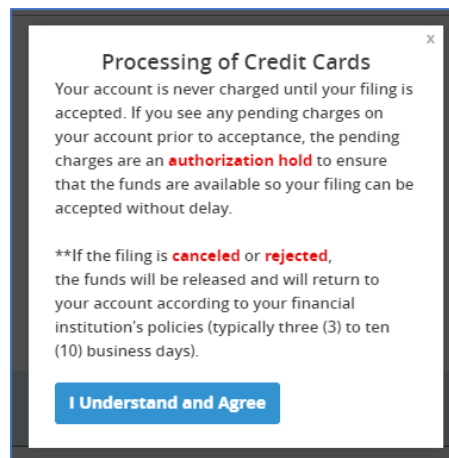 x
Processing of Credit Cards
Your account is never charged until your filing is
accepted. If you see any pending charges on
your account prior to acceptance, the pending
charges are an authorization hold to ensure
that the funds are available so your filing can be
accepted without delay.
**If the filing is canceled or rejected,
the funds will be released and will return to
your account according to your financial
institution's policies (typically three (3) to ten
(10) business days).
I Understand and Agree